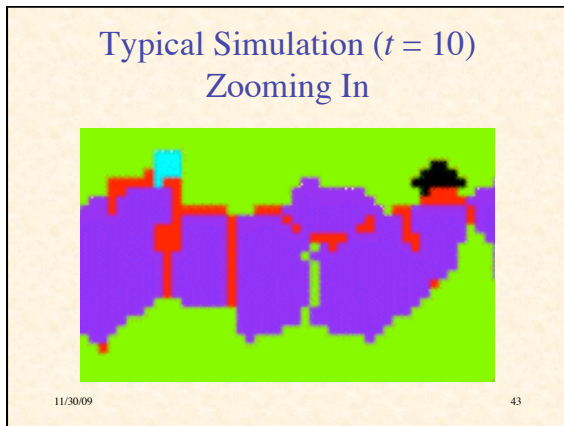 Typical Simulation (t = 10)
Zooming In
11/30/09
43